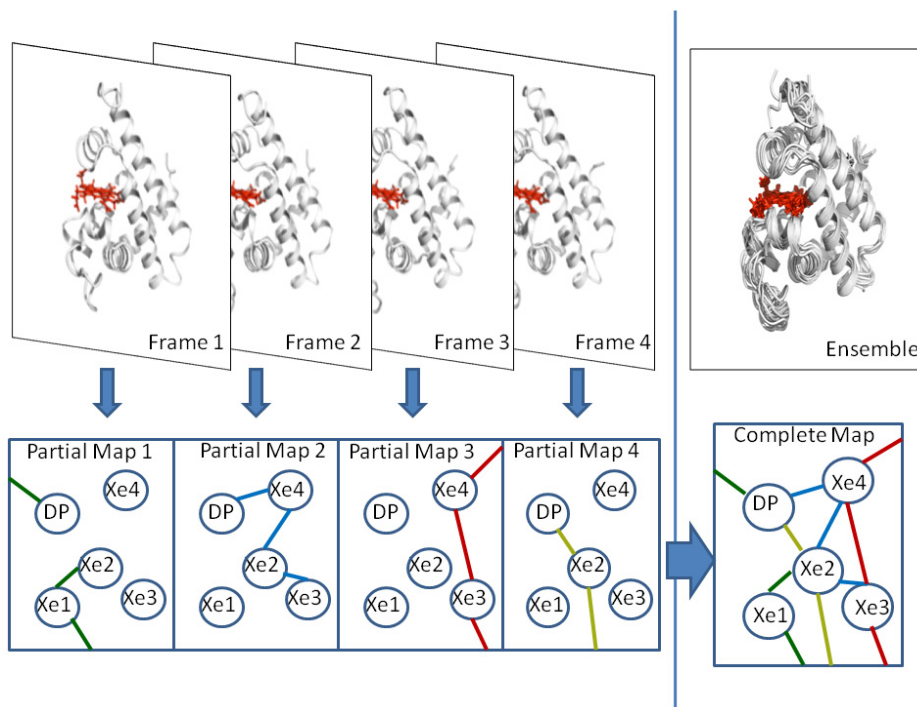 Frame 1
Frame 2
Frame 3
Frame 4
Ensemble
Partial Map 1
Xe4
DP
Xe2
Xe1
Xe3
Partial Map 2
Xe4
DP
Xe2
Xe1
Xe3
Partial Map 3
Xe4
DP
Xe2
Xe1
Xe3
Partial Map 4
Xe4
DP
Xe2
Xe1
Xe3
Complete Map
Xe4
DP
Xe2
Xe1
Xe3